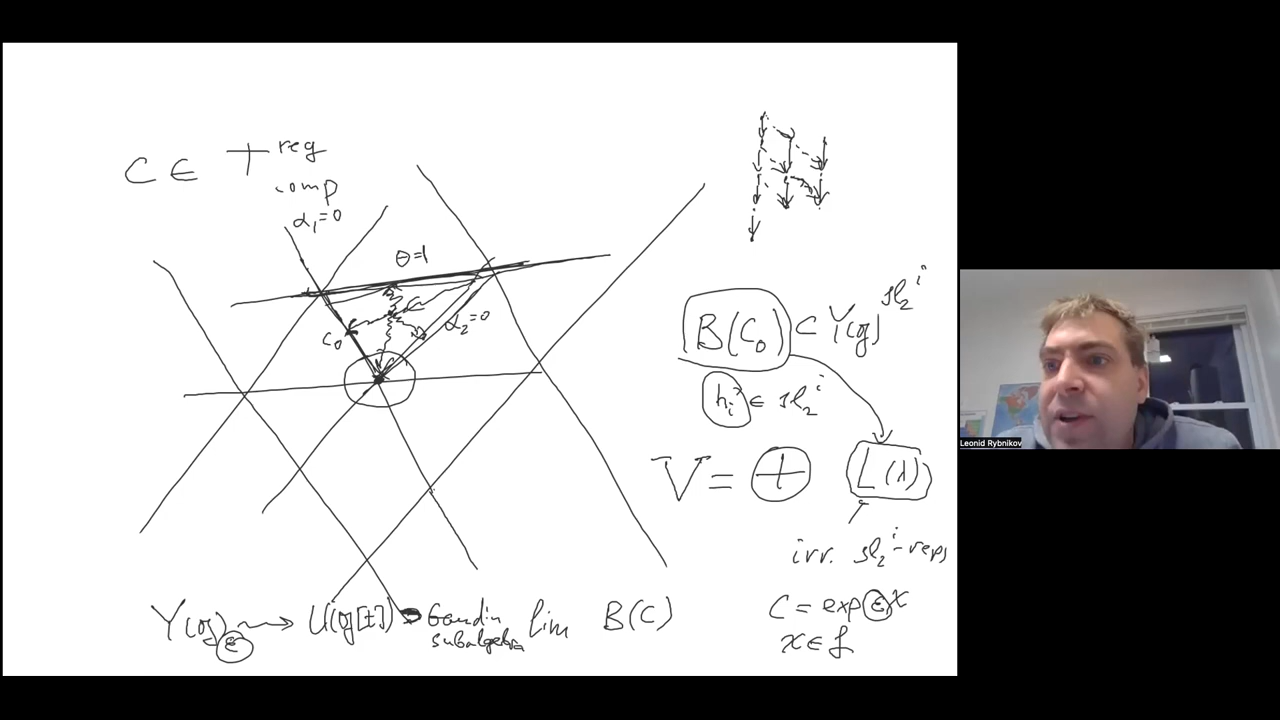 C ∈ T reg comp
α₁=0
θ=1
α₂=0
C₀
B(C₀) ⊂ Y(𝔤)^{sl₂^i}
h_i ∈ sl₂^i
V = ⊕ L(λ)
irr. sl₂^i-reps
C = exp εx
x ∈ 𝔥
Y(𝔤)_ε ⇝ U(𝔤[t]) ⊃ Gaudin subalgebra
lim B(C)
Leonid Rybnikov